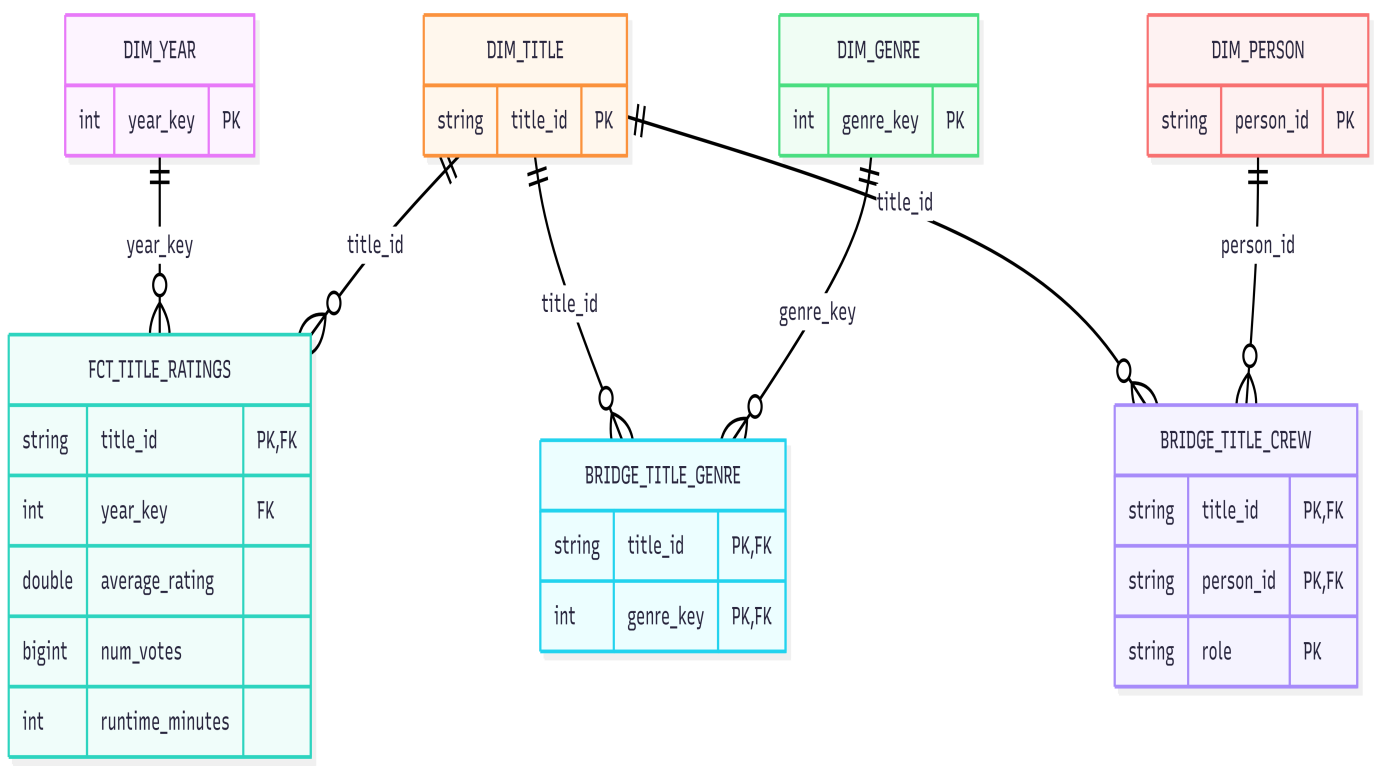 DIM_YEAR
int year_key PK
DIM_TITLE
string title_id PK
DIM_GENRE
int genre_key PK
DIM_PERSON
string person_id PK
title_id
year_key
title_id
person_id
title_id
genre_key
FCT_TITLE_RATINGS
string title_id PK,FK
int year_key FK
double average_rating
bigint num_votes
int runtime_minutes
BRIDGE_TITLE_GENRE
string title_id PK,FK
int genre_key PK,FK
BRIDGE_TITLE_CREW
string title_id PK,FK
string person_id PK,FK
string role PK